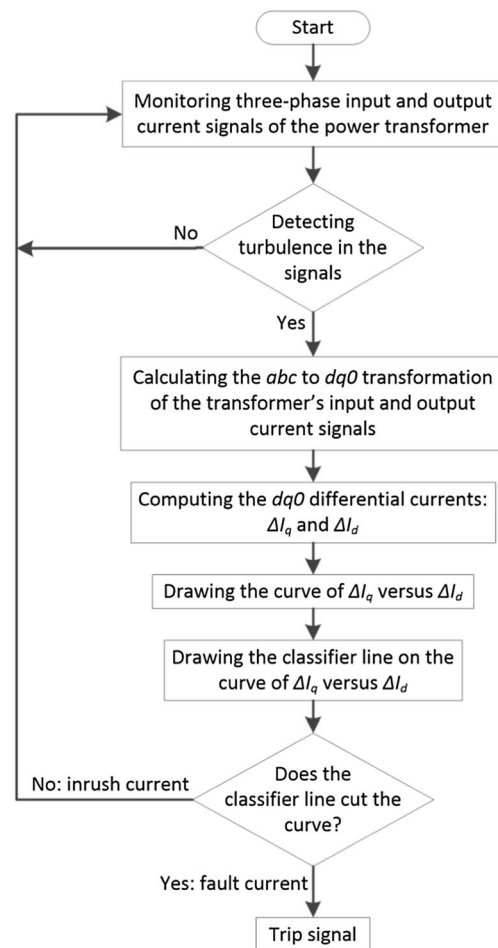 Start
Monitoring three-phase input and output
current signals of the power transformer
Detecting
turbulence in the
signals
No
Yes
Calculating the abc to dq0 transformation
of the transformer's input and output
current signals
Computing the dq0 differential currents:
ΔIq and ΔId
Drawing the curve of ΔIq versus ΔId
Drawing the classifier line on the
curve of ΔIq versus ΔId
Does the
classifier line cut the
curve?
No: inrush current
Yes: fault current
Trip signal